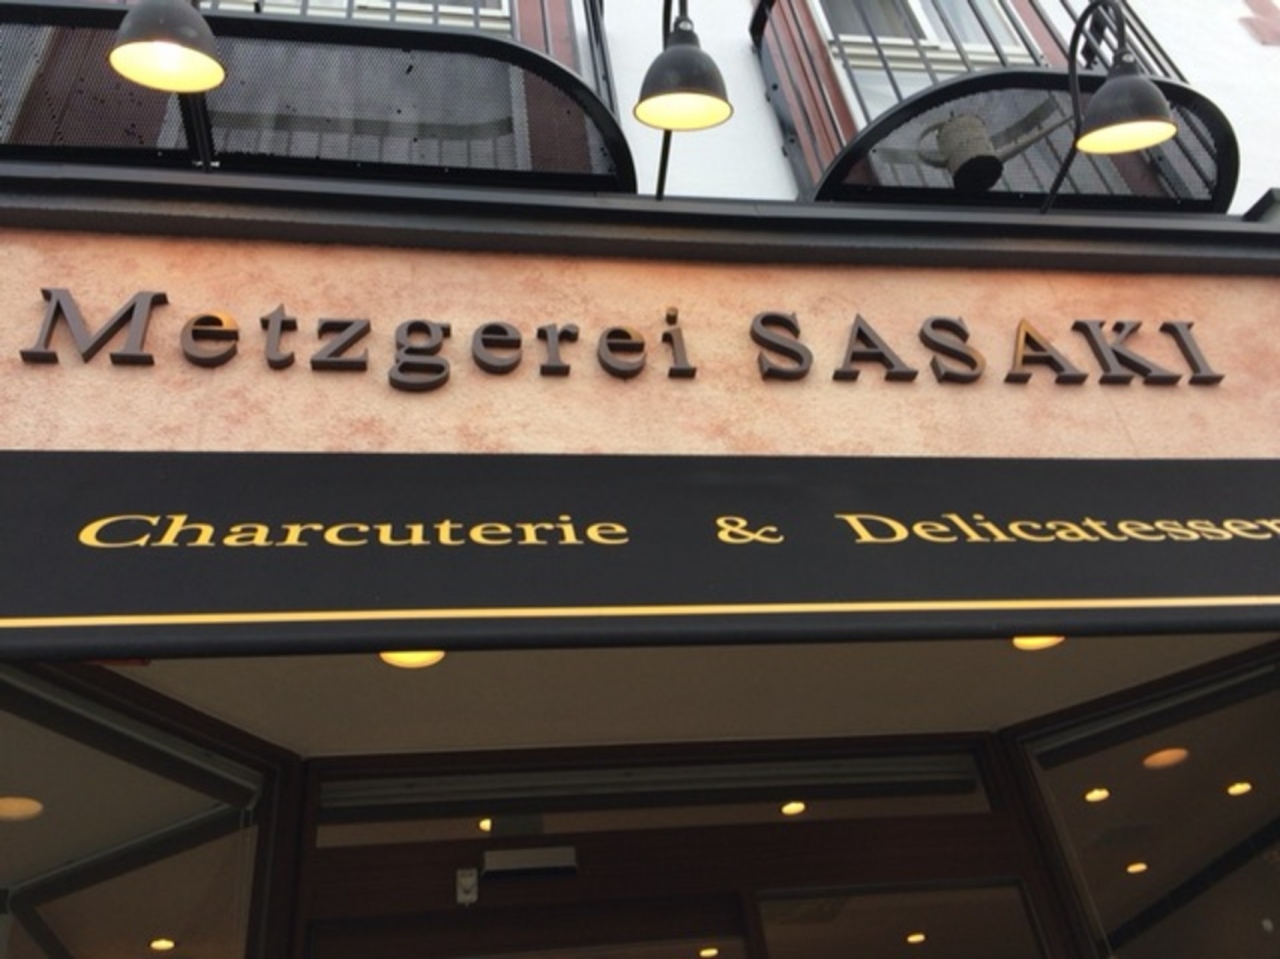 Metzgerei SASAKI
Charcuterie & Delicatessen